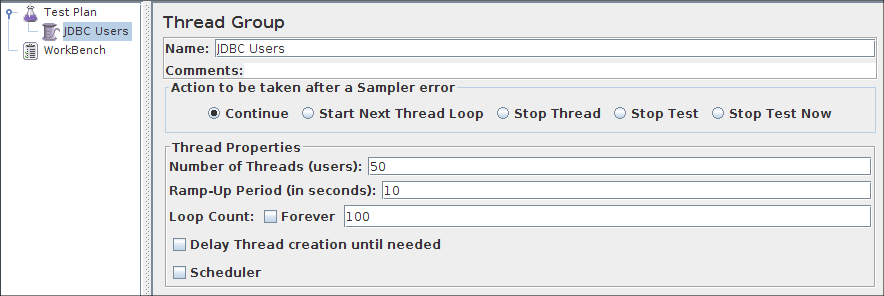 Test Plan
JDBC Users
WorkBench
Thread Group
Name: JDBC Users
Comments:
Action to be taken after a Sampler error
Continue Start Next Thread Loop Stop Thread Stop Test Stop Test Now
Thread Properties
Number of Threads (users): 50
Ramp-Up Period (in seconds): 10
Loop Count: Forever 100
Delay Thread creation until needed
Scheduler